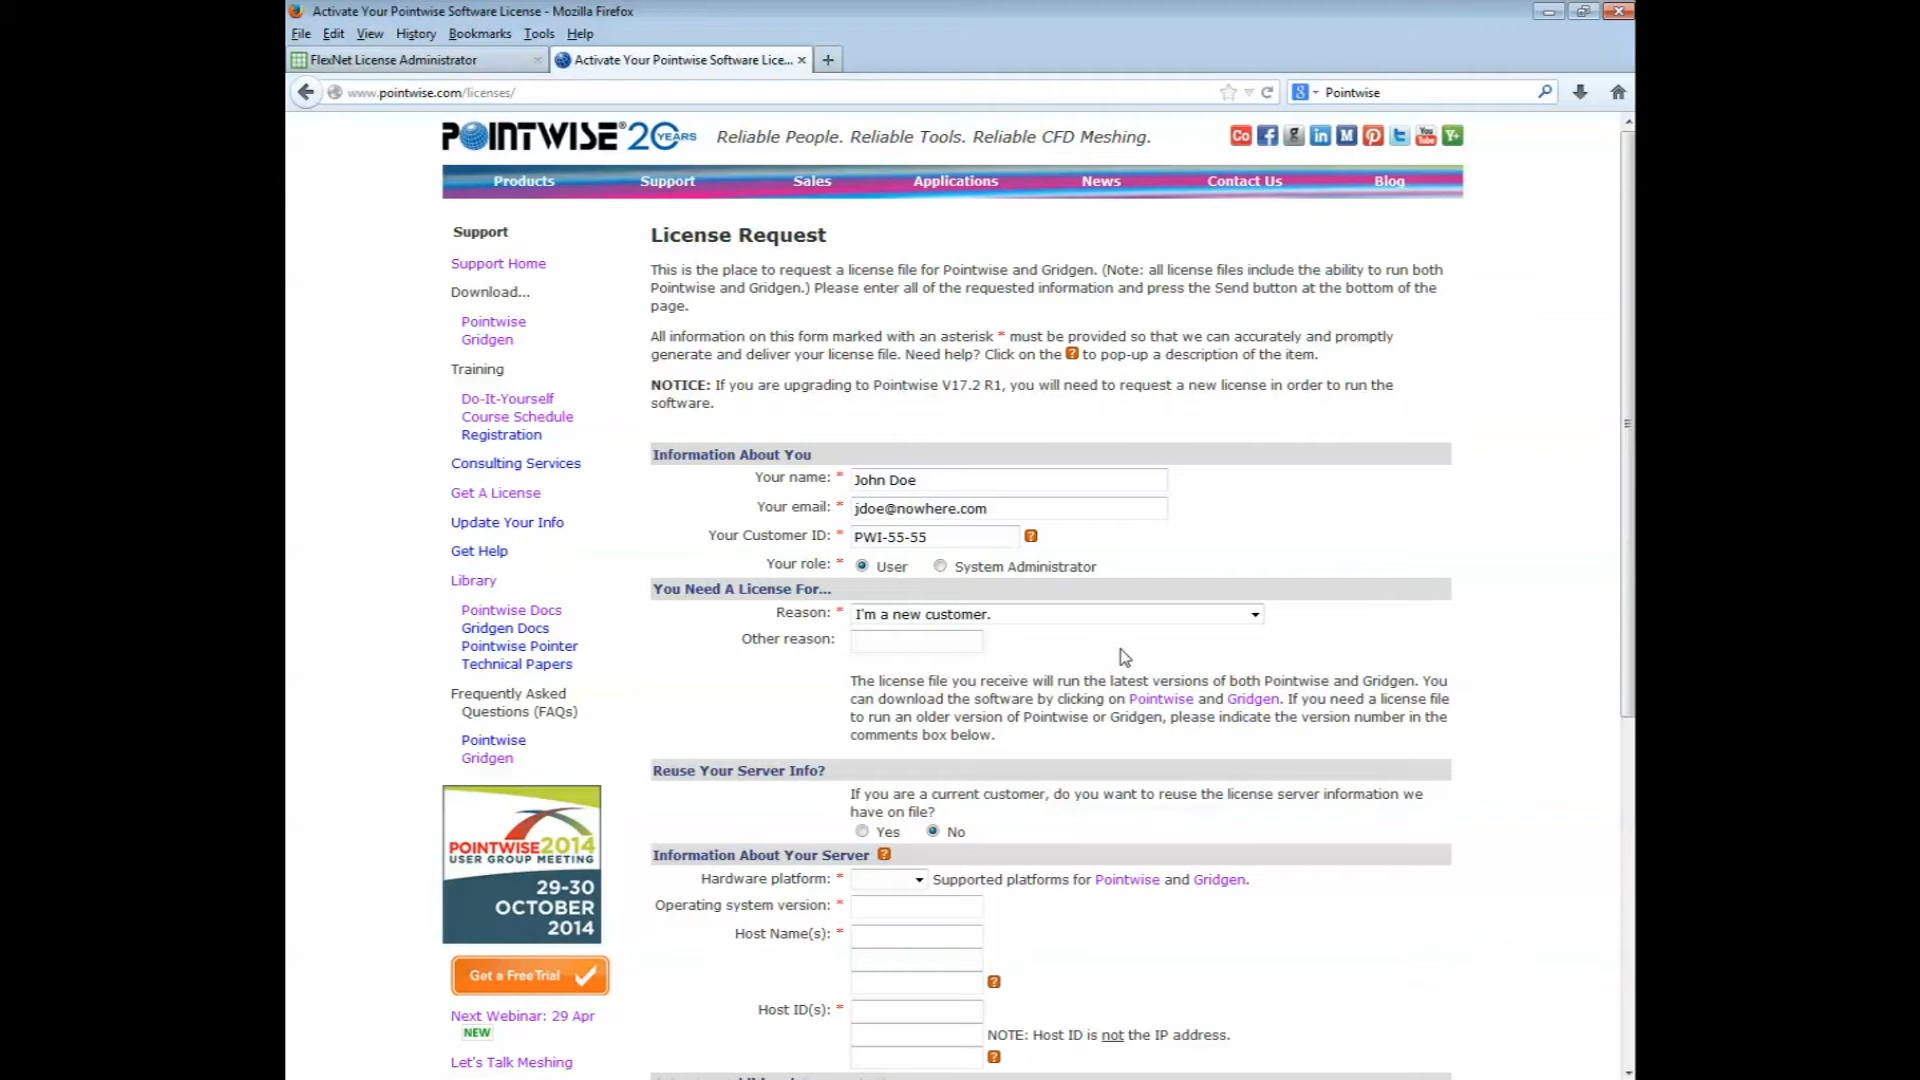 Activate Your Pointwise Software License - Mozilla Firefox
File Edit View History Bookmarks Tools Help
FlexNet License Administrator
Activate Your Pointwise Software Lice...
www.pointwise.com/licenses/
Pointwise
POINTWISE® 20 YEARS
Reliable People. Reliable Tools. Reliable CFD Meshing.
Products Support Sales Applications News Contact Us Blog
Support
Support Home
Download...
Pointwise
Gridgen
Training
Do-It-Yourself
Course Schedule
Registration
Consulting Services
Get A License
Update Your Info
Get Help
Library
Pointwise Docs
Gridgen Docs
Pointwise Pointer
Technical Papers
Frequently Asked
Questions (FAQs)
Pointwise
Gridgen
POINTWISE2014
USER GROUP MEETING
29-30
OCTOBER
2014
Get a Free Trial
Next Webinar: 29 Apr
NEW
Let's Talk Meshing
License Request
This is the place to request a license file for Pointwise and Gridgen. (Note: all license files include the ability to run both
Pointwise and Gridgen.) Please enter all of the requested information and press the Send button at the bottom of the
page.
All information on this form marked with an asterisk * must be provided so that we can accurately and promptly
generate and deliver your license file. Need help? Click on the ? to pop-up a description of the item.
NOTICE: If you are upgrading to Pointwise V17.2 R1, you will need to request a new license in order to run the
software.
Information About You
Your name: * John Doe
Your email: * jdoe@nowhere.com
Your Customer ID: * PWI-55-55 ?
Your role: * User System Administrator
You Need A License For...
Reason: * I'm a new customer.
Other reason:
The license file you receive will run the latest versions of both Pointwise and Gridgen. You
can download the software by clicking on Pointwise and Gridgen. If you need a license file
to run an older version of Pointwise or Gridgen, please indicate the version number in the
comments box below.
Reuse Your Server Info?
If you are a current customer, do you want to reuse the license server information we
have on file?
Yes No
Information About Your Server ?
Hardware platform: * Supported platforms for Pointwise and Gridgen.
Operating system version: *
Host Name(s): *
?
Host ID(s): *
NOTE: Host ID is not the IP address.
?